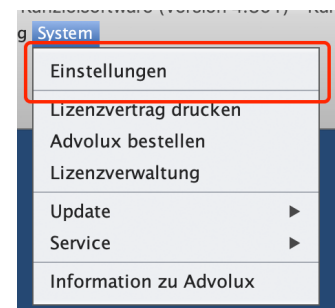 g System
Einstellungen
Lizenzvertrag drucken
Advolux bestellen
Lizenzverwaltung
Update
Service
Information zu Advolux